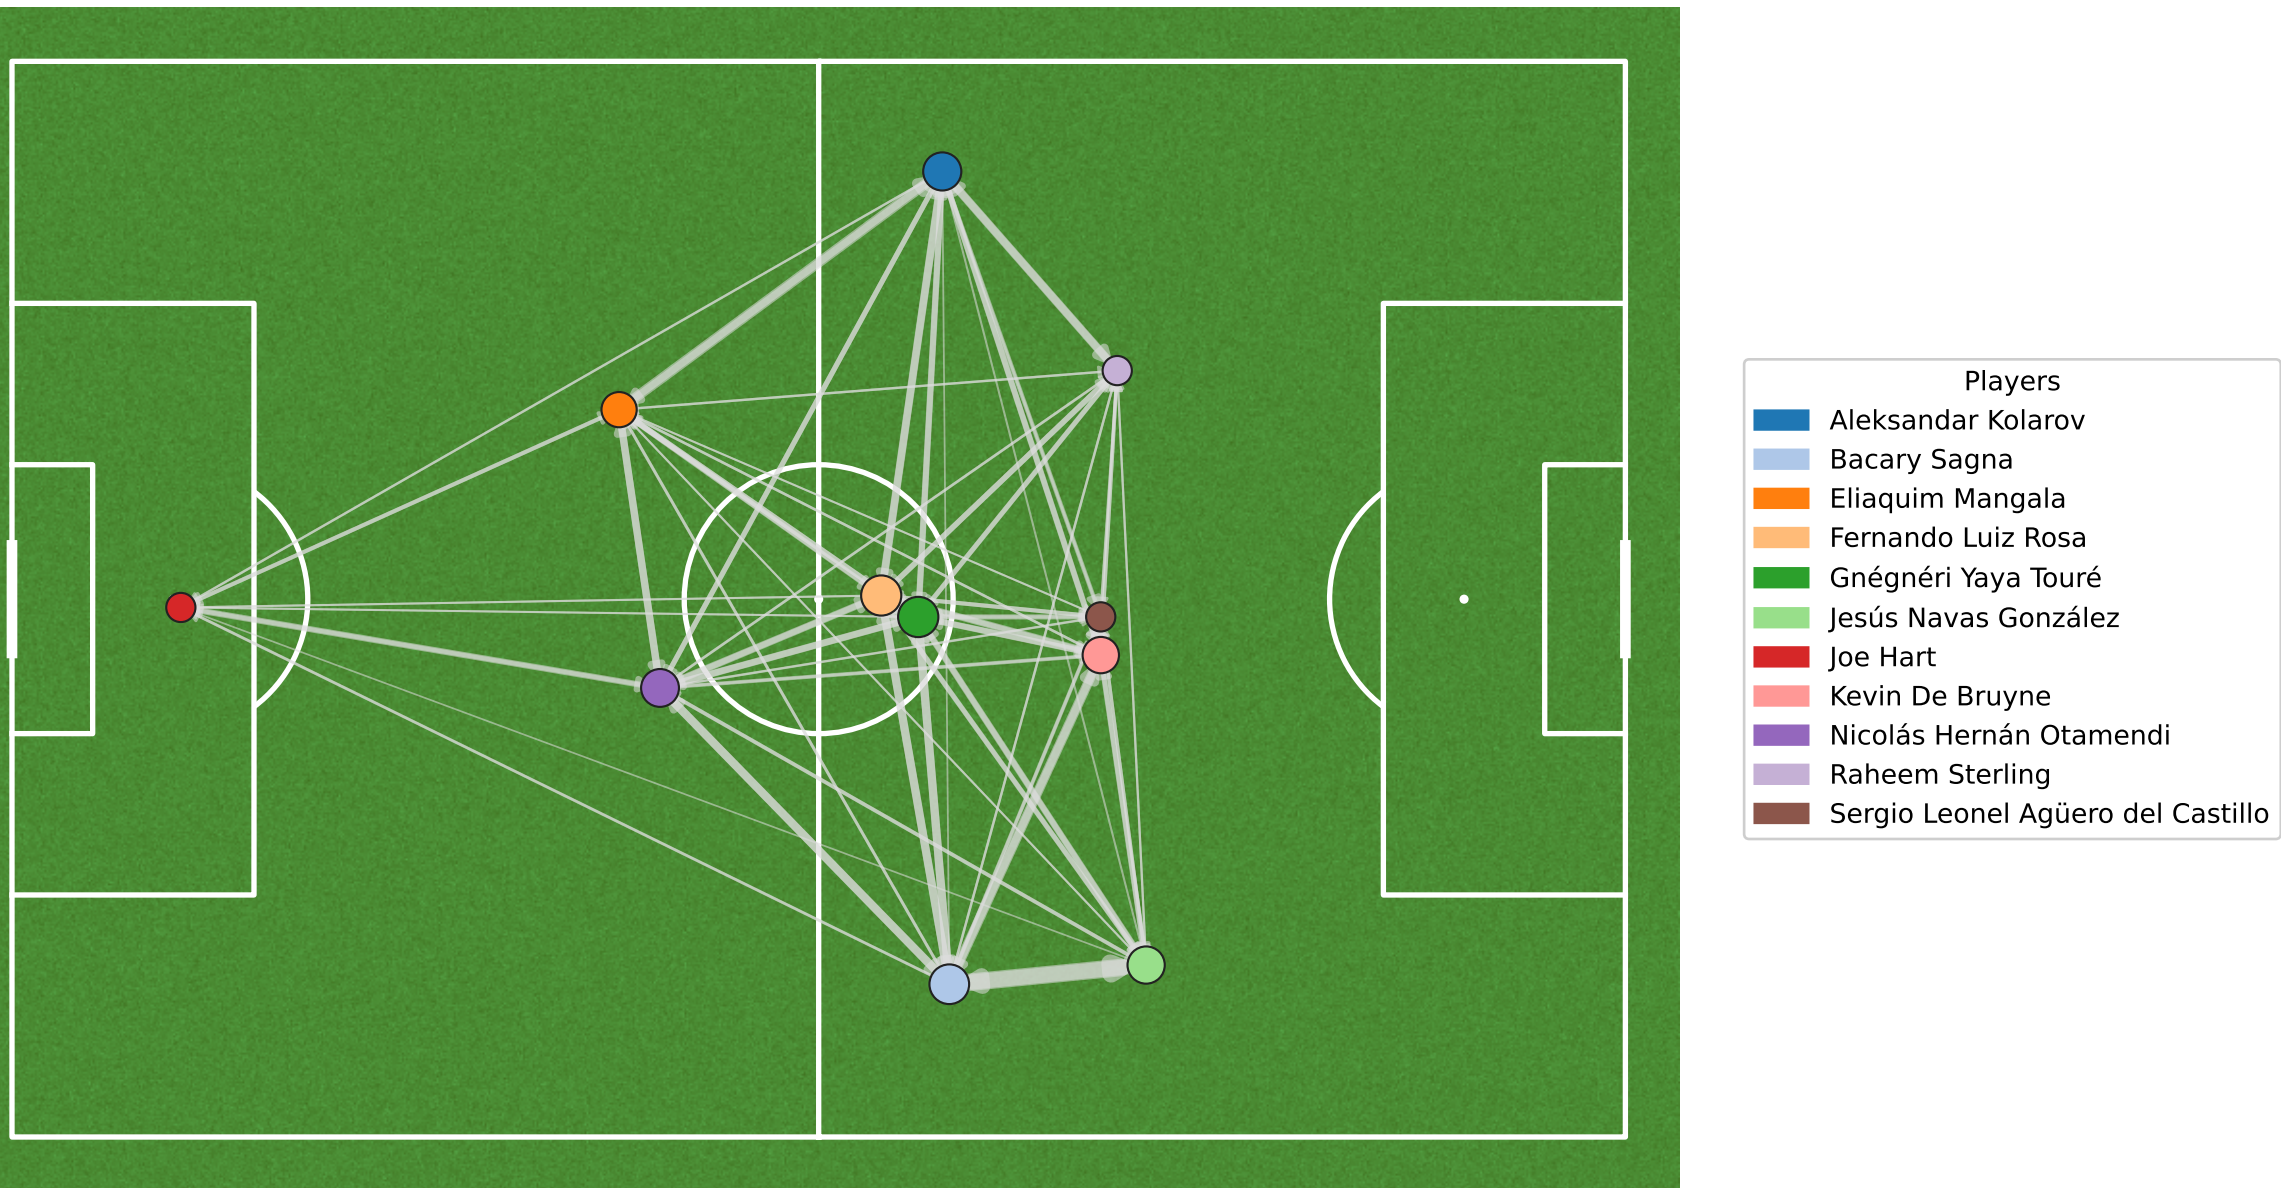 Players
Aleksandar Kolarov
Bacary Sagna
Eliaquim Mangala
Fernando Luiz Rosa
Gnégnéri Yaya Touré
Jesús Navas González
Joe Hart
Kevin De Bruyne
Nicolás Hernán Otamendi
Raheem Sterling
Sergio Leonel Agüero del Castillo